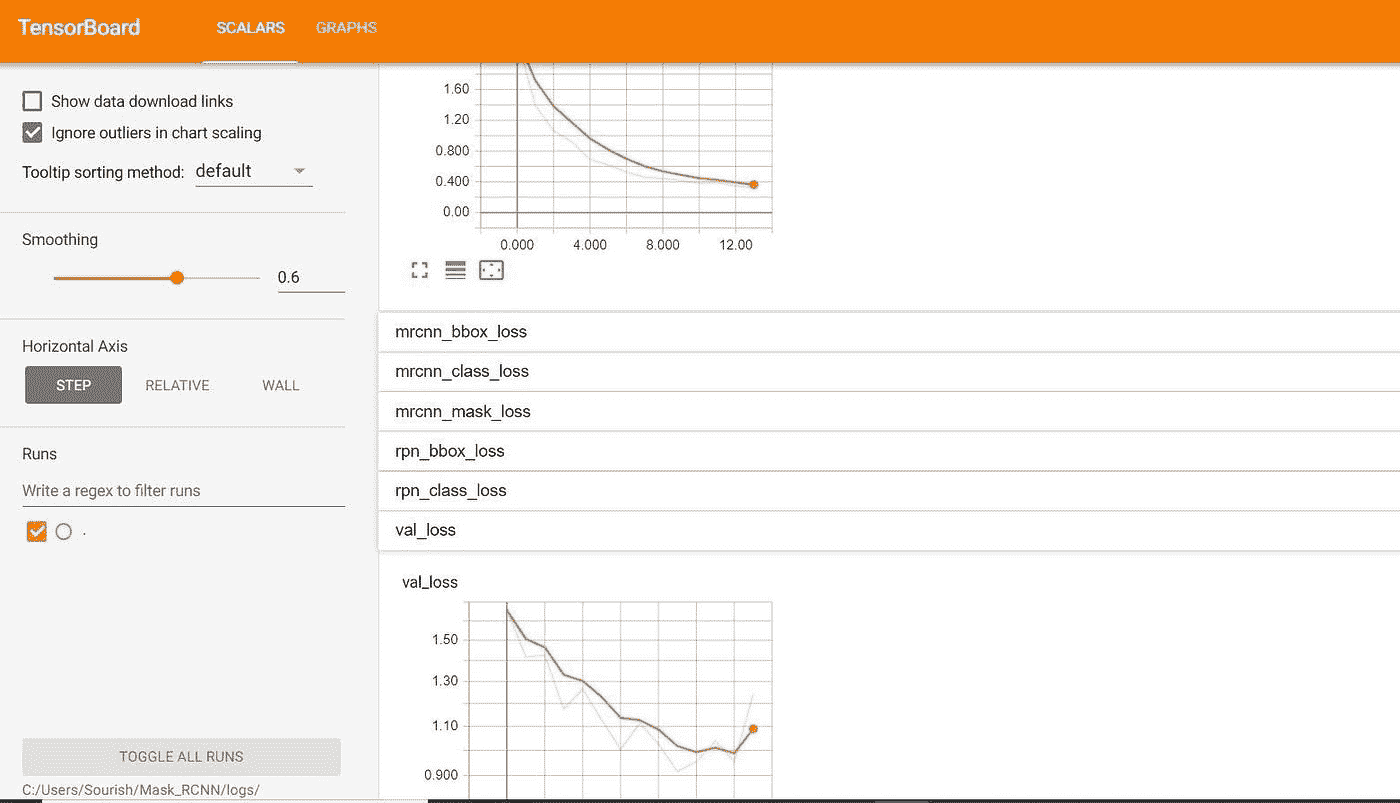 TensorBoard SCALARS GRAPHS
Show data download links
Ignore outliers in chart scaling
Tooltip sorting method: default
Smoothing
0.6
Horizontal Axis
STEP RELATIVE WALL
Runs
Write a regex to filter runs
.
TOGGLE ALL RUNS
C:/Users/Sourish/Mask_RCNN/logs/
1.60
1.20
0.800
0.400
0.00
0.000 4.000 8.000 12.00
mrcnn_bbox_loss
mrcnn_class_loss
mrcnn_mask_loss
rpn_bbox_loss
rpn_class_loss
val_loss
val_loss
1.50
1.30
1.10
0.900